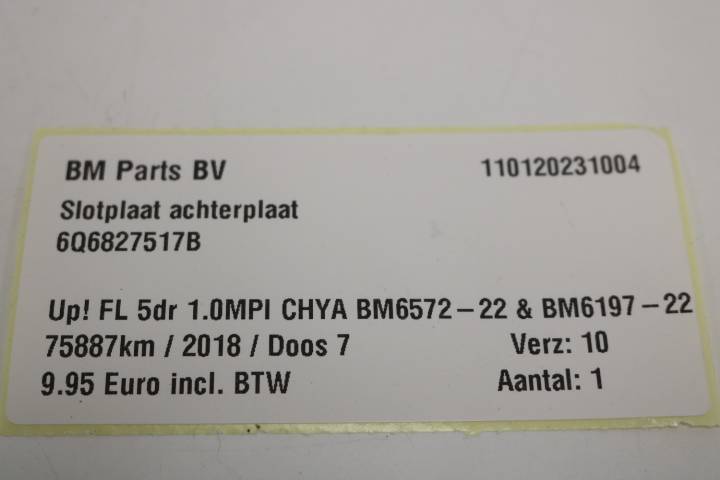 BM Parts BV 110120231004
Slotplaat achterplaat
6Q6827517B
Up! FL 5dr 1.0MPI CHYA BM6572-22 & BM6197-22
75887km / 2018 / Doos 7 Verz: 10
9.95 Euro incl. BTW Aantal: 1